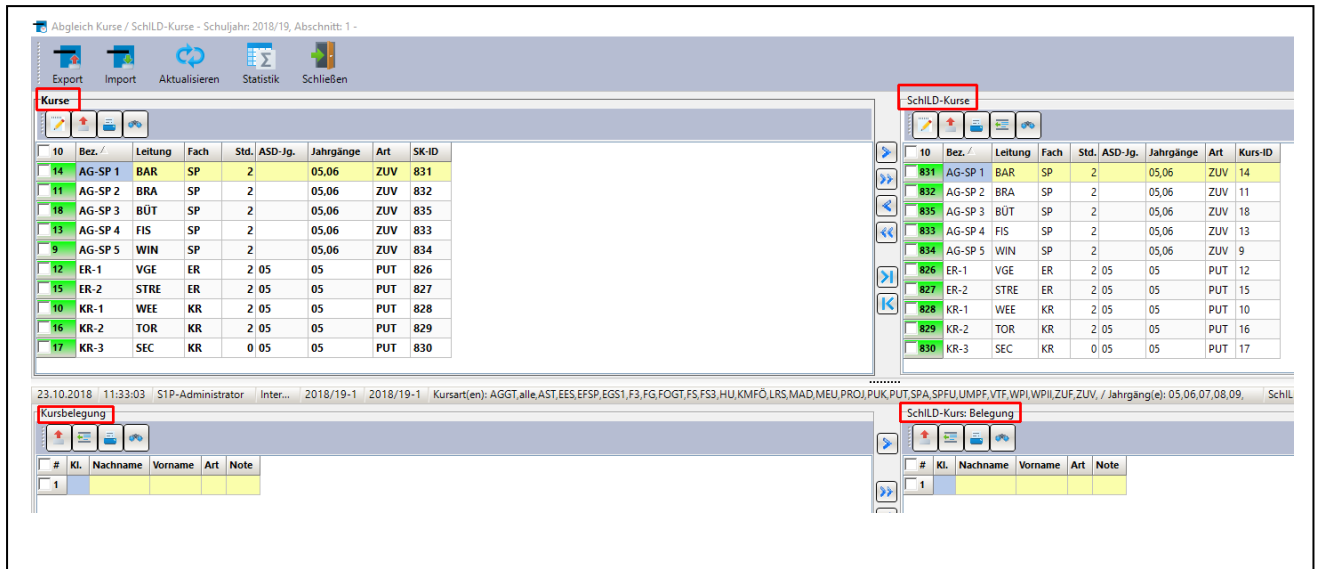 Abgleich Kurse / SchILD-Kurse - Schuljahr: 2018/19, Abschnitt: 1 -
Export Import Aktualisieren Statistik Schließen
Kurse
10 Bez. Leitung Fach Std. ASD-Jg. Jahrgänge Art SK-ID
14 AG-SP 1 BAR SP 2 05,06 ZUV 831
11 AG-SP 2 BRA SP 2 05,06 ZUV 832
18 AG-SP 3 BÜT SP 2 05,06 ZUV 835
13 AG-SP 4 FIS SP 2 05,06 ZUV 833
9 AG-SP 5 WIN SP 2 05,06 ZUV 834
12 ER-1 VGE ER 2 05 05 PUT 826
15 ER-2 STRE ER 2 05 05 PUT 827
10 KR-1 WEE KR 2 05 05 PUT 828
16 KR-2 TOR KR 2 05 05 PUT 829
17 KR-3 SEC KR 0 05 05 PUT 830
SchILD-Kurse
10 Bez. Leitung Fach Std. ASD-Jg. Jahrgänge Art Kurs-ID
831 AG-SP 1 BAR SP 2 05,06 ZUV 14
832 AG-SP 2 BRA SP 2 05,06 ZUV 11
835 AG-SP 3 BÜT SP 2 05,06 ZUV 18
833 AG-SP 4 FIS SP 2 05,06 ZUV 13
834 AG-SP 5 WIN SP 2 05,06 ZUV 9
826 ER-1 VGE ER 2 05 05 PUT 12
827 ER-2 STRE ER 2 05 05 PUT 15
828 KR-1 WEE KR 2 05 05 PUT 10
829 KR-2 TOR KR 2 05 05 PUT 16
830 KR-3 SEC KR 0 05 05 PUT 17
23.10.2018 11:33:03 S1P-Administrator Inter... 2018/19-1 2018/19-1 Kursart(en): AGGT,alle,AST,EES,EFSP,EGS1,F3,FG,FOGT,FS,FS3,HU,KMFÖ,LRS,MAD,MEU,PROJ,PUK,PUT,SPA,SPFU,UMPF,VTF,WPI,WPII,ZUF,ZUV, / Jahrgäng(e): 05,06,07,08,09, SchIL
Kursbelegung
# Kl. Nachname Vorname Art Note
1
SchILD-Kurs: Belegung
# Kl. Nachname Vorname Art Note
1